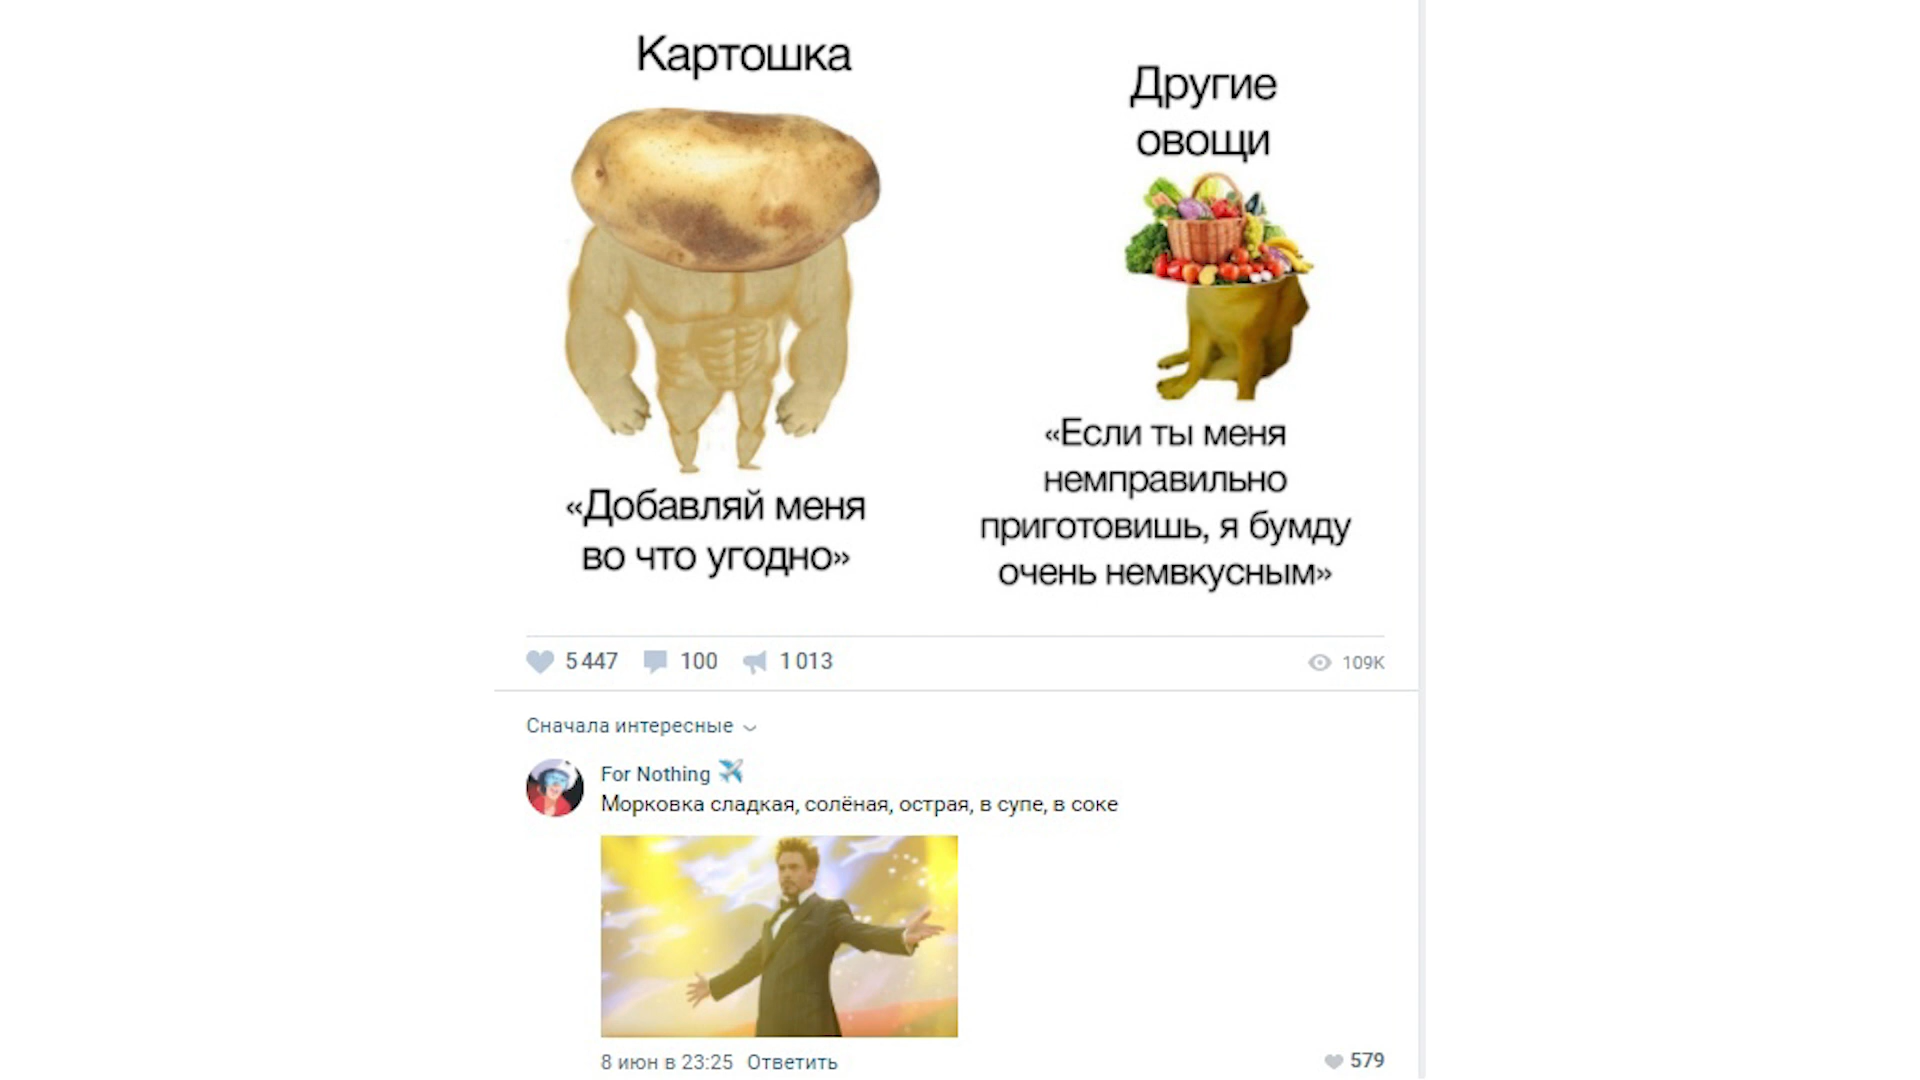 Картошка
«Добавляй меня
во что угодно»
Другие
овощи
«Если ты меня
немправильно
приготовишь, я бумду
очень немвкусным»
5 447 100 1 013 109K
Сначала интересные
For Nothing
Морковка сладкая, солёная, острая, в супе, в соке
8 июн в 23:25 Ответить 579